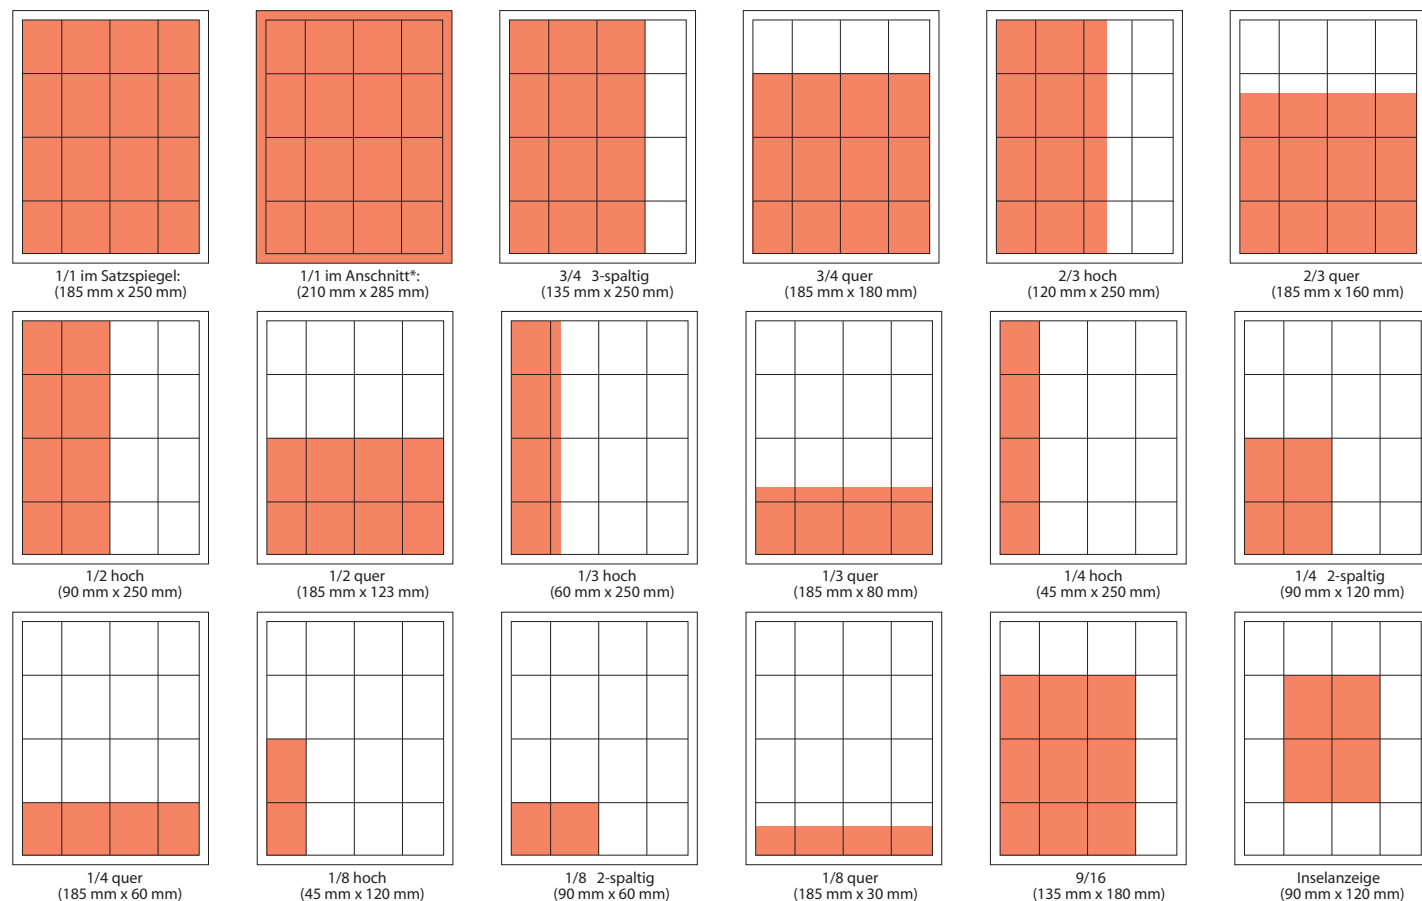 1/1 im Satzspiegel:
(185 mm x 250 mm)
1/1 im Anschnitt*:
(210 mm x 285 mm)
3/4 3-spaltig
(135 mm x 250 mm)
3/4 quer
(185 mm x 180 mm)
2/3 hoch
(120 mm x 250 mm)
2/3 quer
(185 mm x 160 mm)
1/2 hoch
(90 mm x 250 mm)
1/2 quer
(185 mm x 123 mm)
1/3 hoch
(60 mm x 250 mm)
1/3 quer
(185 mm x 80 mm)
1/4 hoch
(45 mm x 250 mm)
1/4 2-spaltig
(90 mm x 120 mm)
1/4 quer
(185 mm x 60 mm)
1/8 hoch
(45 mm x 120 mm)
1/8 2-spaltig
(90 mm x 60 mm)
1/8 quer
(185 mm x 30 mm)
9/16
(135 mm x 180 mm)
Inselanzeige
(90 mm x 120 mm)